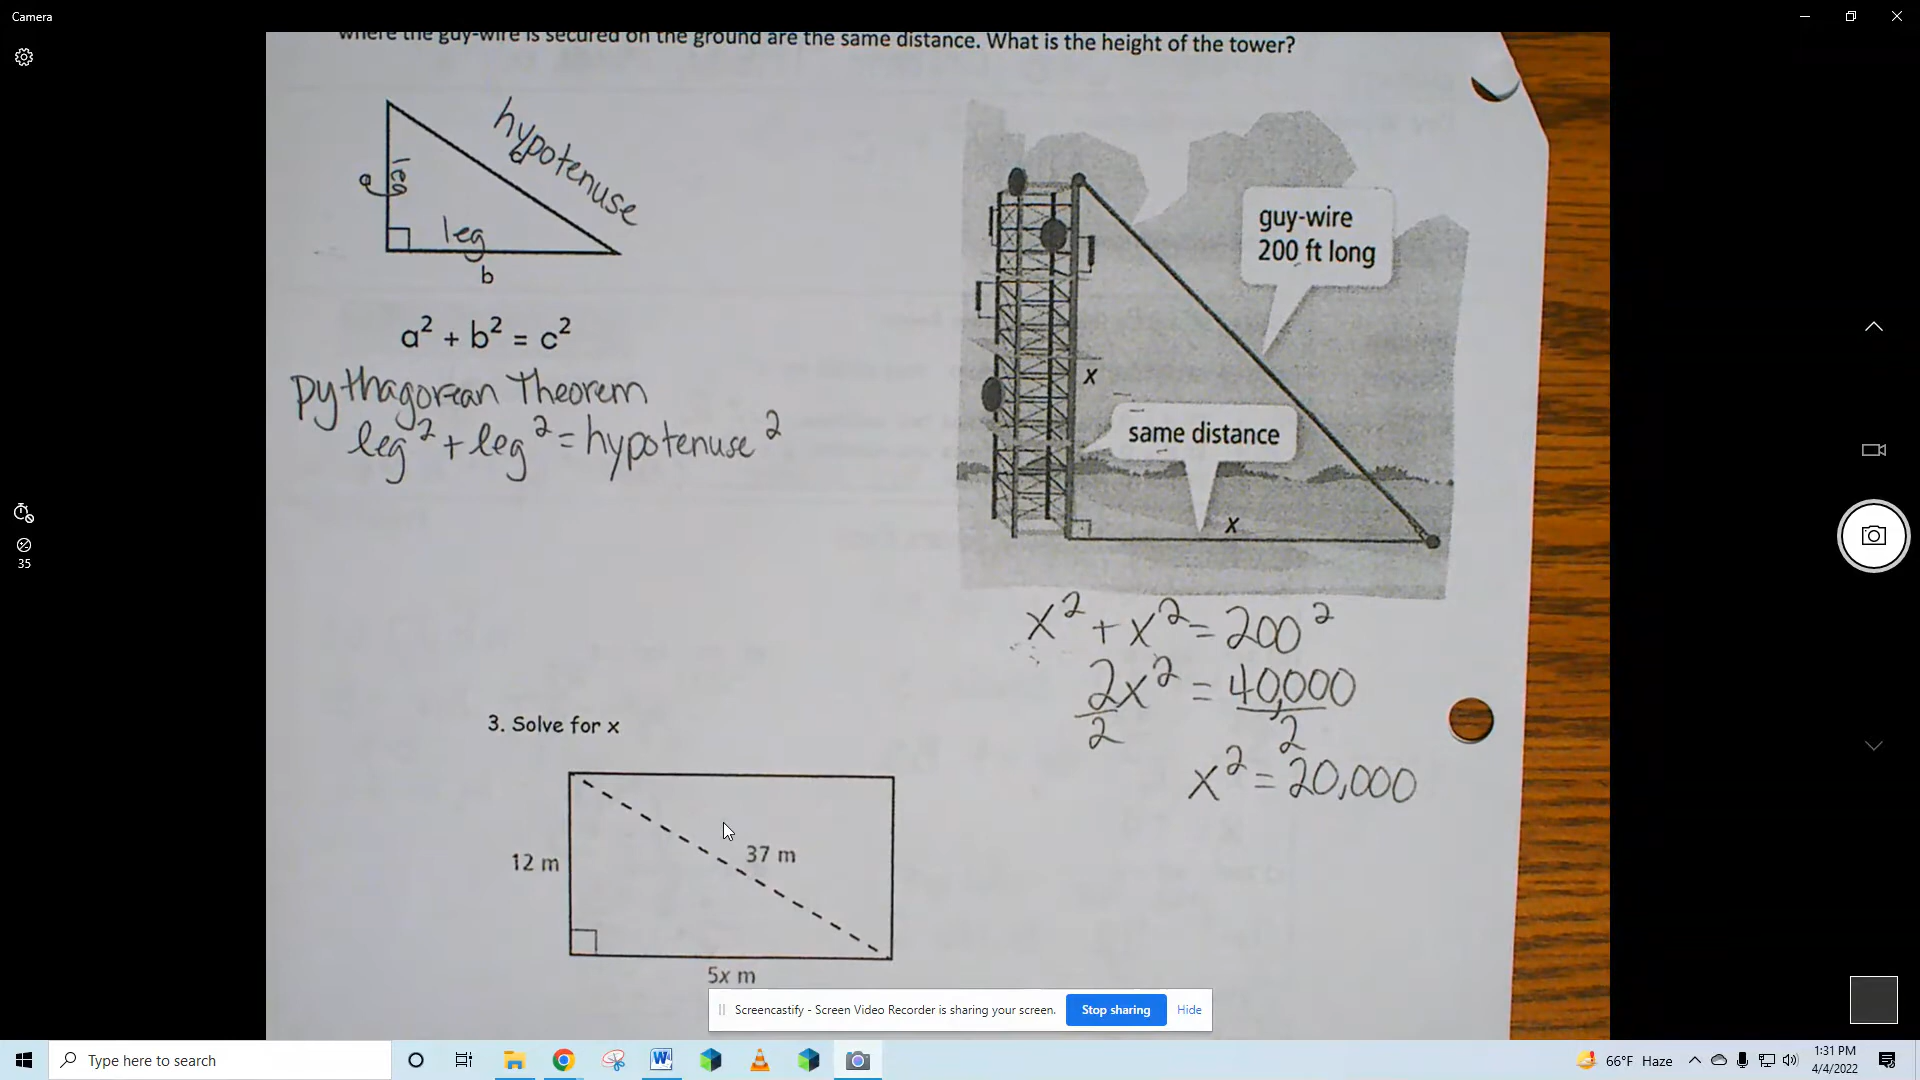 Camera
where the guy-wire is secured on the ground are the same distance. What is the height of the tower?
hypotenuse
c
a
leg
leg
b
a² + b² = c²
Pythagorean Theorem
leg² + leg² = hypotenuse²
guy-wire
200 ft long
x
same distance
x
x² + x² = 200²
2x² = 40,000
2 2
x² = 20,000
3. Solve for x
12 m
37 m
5x m
35
Screencastify - Screen Video Recorder is sharing your screen.
Stop sharing
Hide
Type here to search
66°F Haze
1:31 PM
4/4/2022